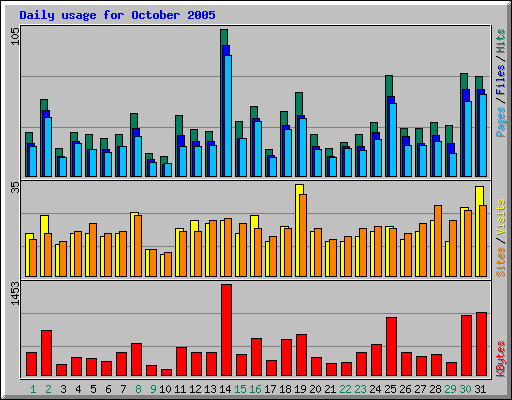 Daily usage for October 2005
105
Pages / Files / Hits
35
Sites / Visits
1453
KBytes
1 2 3 4 5 6 7 8 9 10 11 12 13 14 15 16 17 18 19 20 21 22 23 24 25 26 27 28 29 30 31